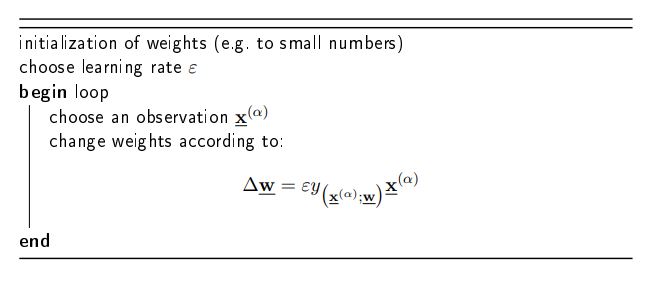 initialization of weights (e.g. to small numbers)
choose learning rate ε
begin loop
choose an observation x̲^(α)
change weights according to:
Δw̲ = εy_(x̲^(α);w̲) x̲^(α)
end